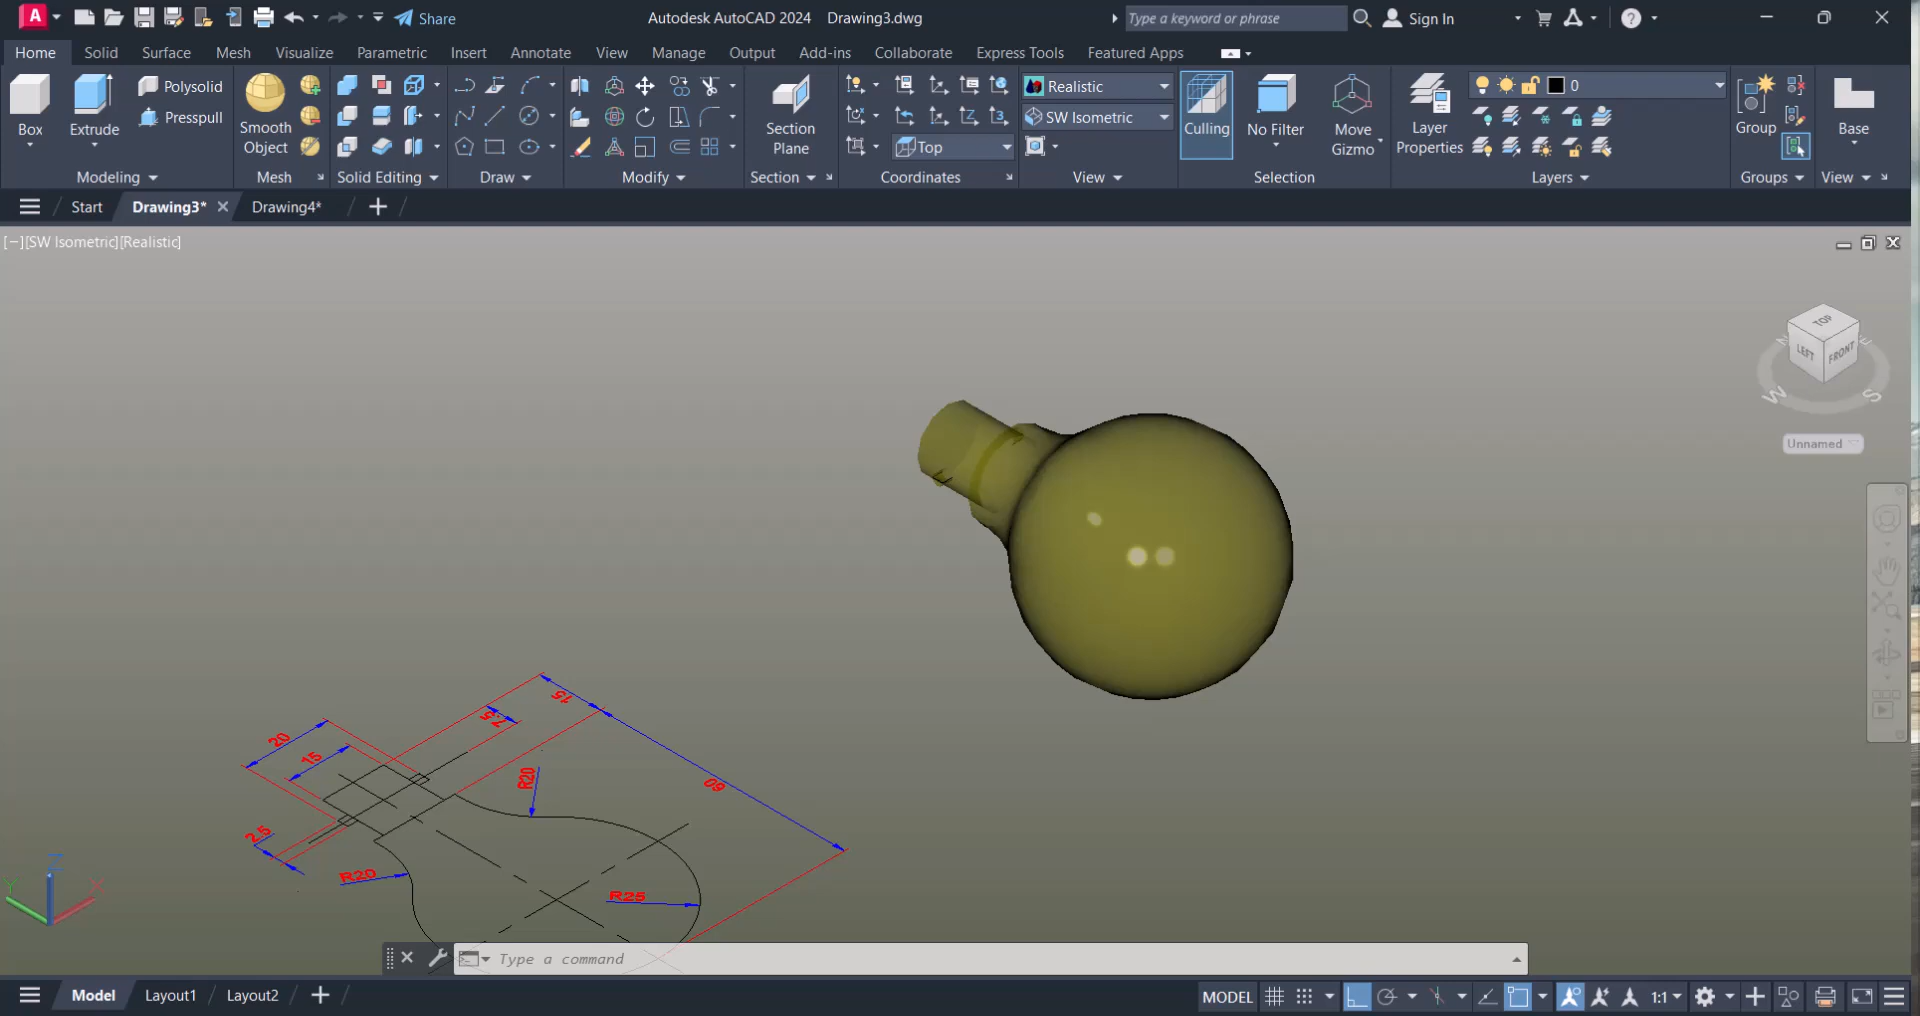 A
Share
Autodesk AutoCAD 2024 Drawing3.dwg
Type a keyword or phrase
Sign In
Home Solid Surface Mesh Visualize Parametric Insert Annotate View Manage Output Add-ins Collaborate Express Tools Featured Apps
Box
Extrude
Polysolid
Presspull
Smooth
Object
Section
Plane
Top
Realistic
SW Isometric
Culling
No Filter
Move
Gizmo
Layer
Properties
0
Group
Base
Modeling Mesh Solid Editing Draw Modify Section Coordinates View Selection Layers Groups View
Start Drawing3* Drawing4*
[−][SW Isometric][Realistic]
TOP
LEFT FRONT
N E
W S
Unnamed
15
7.5
20
15
R20
60
2.5
R20
R25
Z
Y X
Type a command
Model Layout1 Layout2
MODEL 1:1